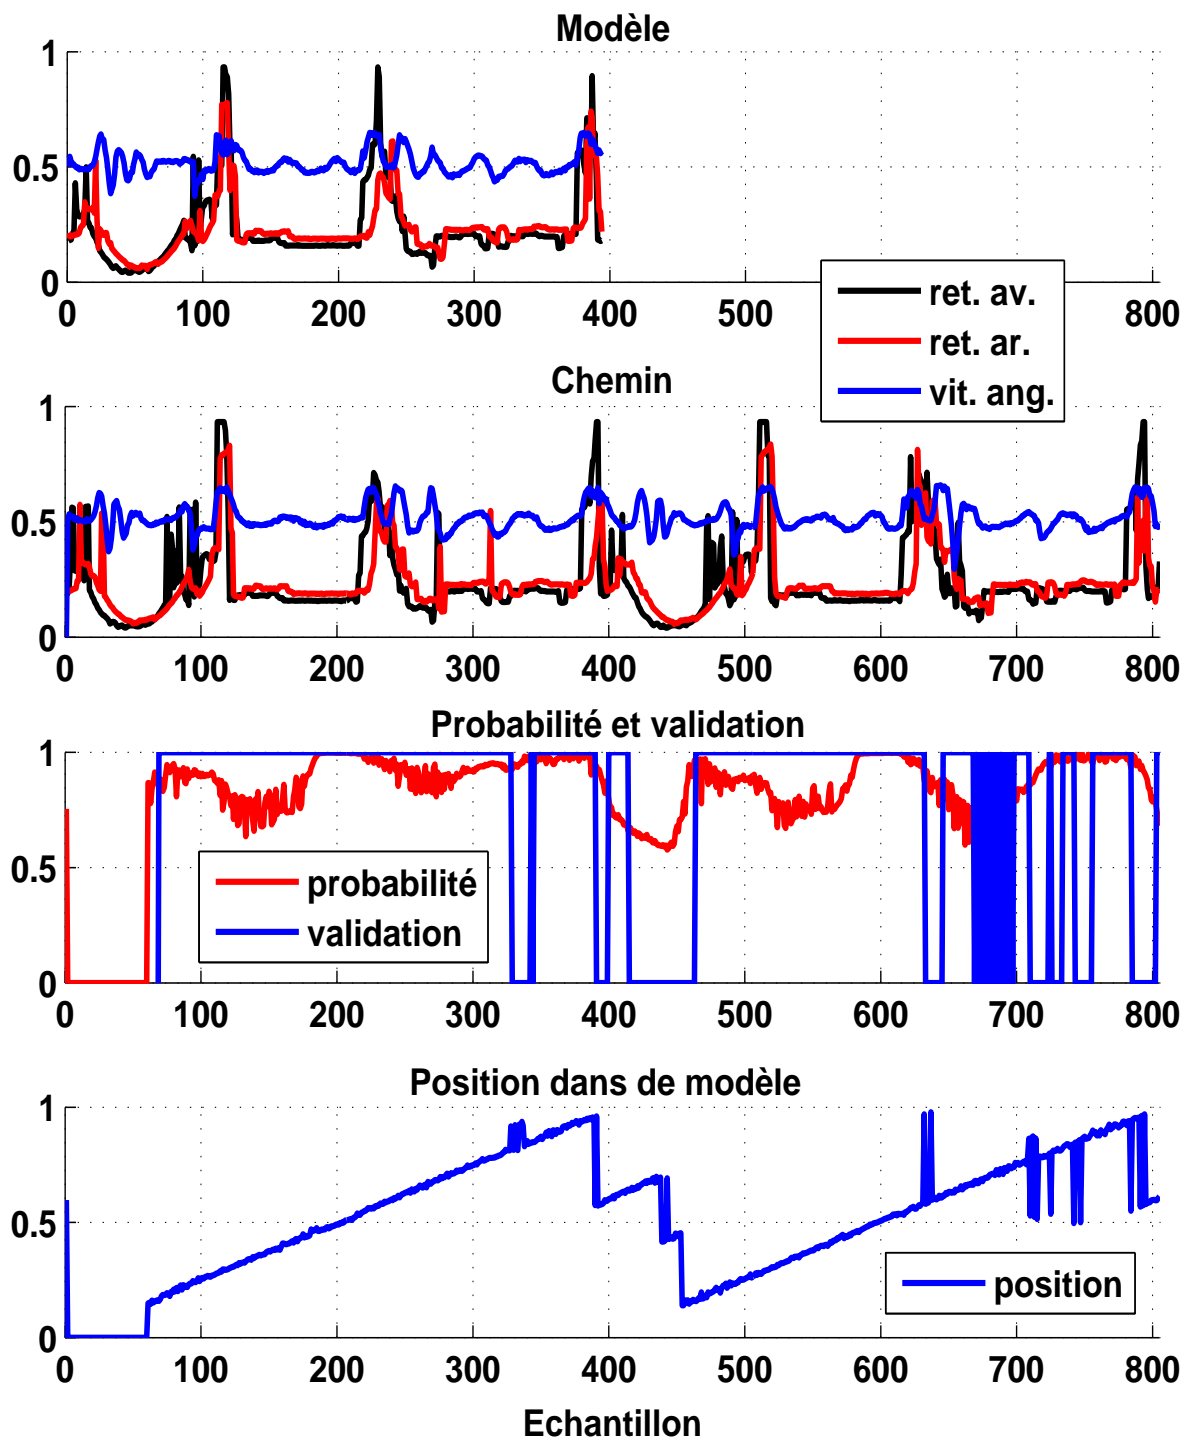 Modèle
1
0.5
0
0 100 200 300 400 800
ret. av.
ret. ar.
vit. ang.
Chemin
1
0.5
0
0 100 200 300 400 500 600 700 800
Probabilité et validation
1
0.5
0
probabilité
validation
0 100 200 300 400 500 600 700 800
Position dans de modèle
1
0.5
0
position
0 100 200 300 400 500 600 700 800
Echantillon